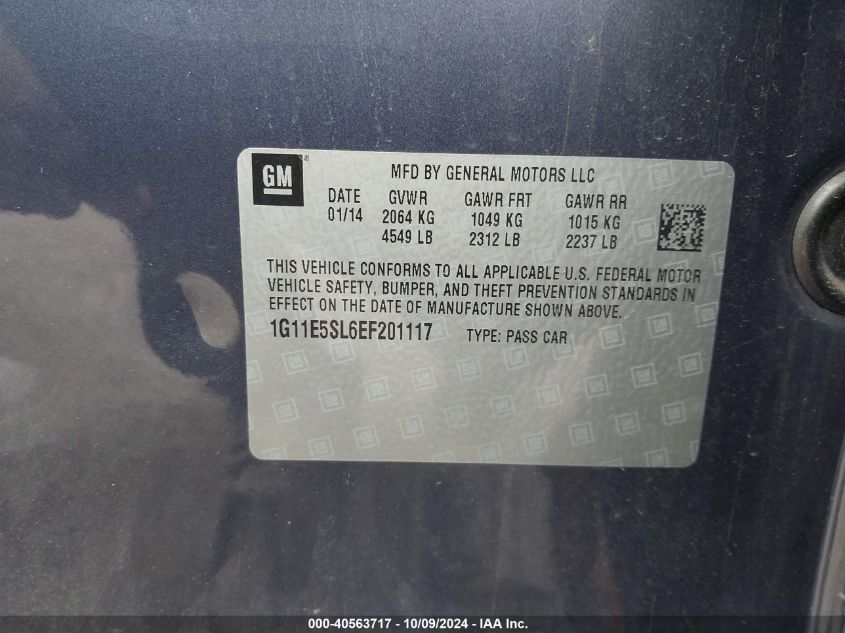 GM
MFD BY GENERAL MOTORS LLC
DATE GVWR GAWR FRT GAWR RR
01/14 2064 KG 1049 KG 1015 KG
4549 LB 2312 LB 2237 LB
THIS VEHICLE CONFORMS TO ALL APPLICABLE U.S. FEDERAL MOTOR
VEHICLE SAFETY, BUMPER, AND THEFT PREVENTION STANDARDS IN
EFFECT ON THE DATE OF MANUFACTURE SHOWN ABOVE.
1G11E5SL6EF201117 TYPE: PASS CAR
000-40563717 - 10/09/2024 - IAA Inc.